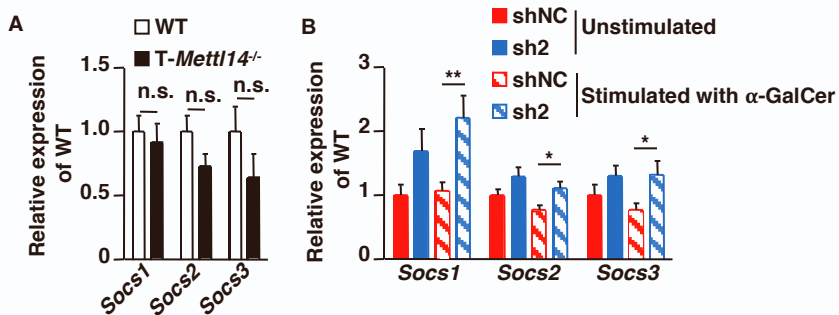 A
WT
T-Mettl14-/-
Relative expression
of WT
1.5
1.0
0.5
0
n.s.
n.s.
n.s.
Socs1
Socs2
Socs3
B
shNC
sh2
Unstimulated
shNC
sh2
Stimulated with α-GalCer
Relative expression
of WT
3
2
1
0
**
*
*
Socs1
Socs2
Socs3